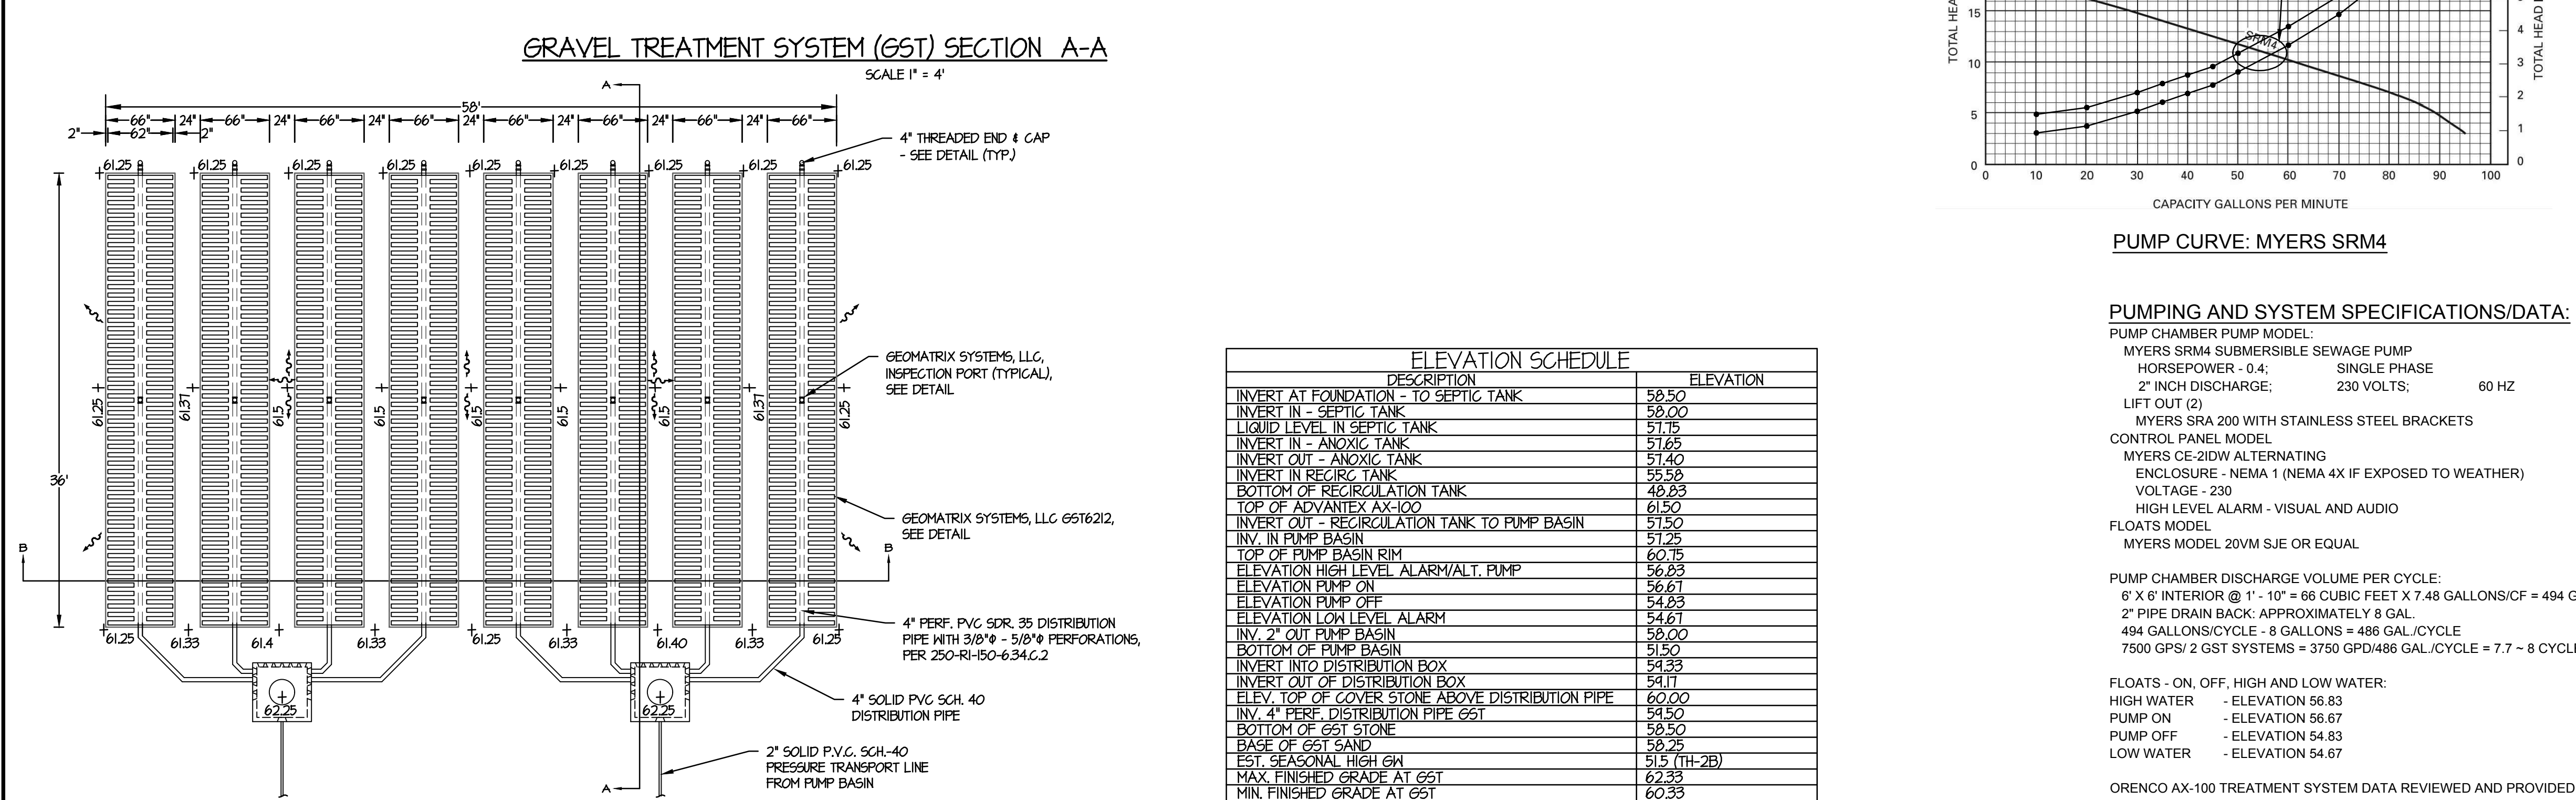 GRAVEL TREATMENT SYSTEM (GST) SECTION A-A
SCALE 1" = 4'
A
58'
66" 24" 66" 24" 66" 24" 66" 24" 66" 24" 66" 24" 66" 24" 66"
2" 62" 2"
61.25 61.25 61.25 61.25 61.25 61.25 61.25 61.25 61.25
4" THREADED END & CAP
- SEE DETAIL (TYP.)
GEOMATRIX SYSTEMS, LLC,
INSPECTION PORT (TYPICAL),
SEE DETAIL
61.25 61.37 61.5 61.5 61.5 61.5 61.5 61.37 61.25
36'
GEOMATRIX SYSTEMS, LLC GST6212,
SEE DETAIL
B B
4" PERF. PVC SDR. 35 DISTRIBUTION
PIPE WITH 3/8"Φ - 5/8"Φ PERFORATIONS,
PER 250-RI-150-6.34.C.2
61.25 61.33 61.4 61.33 61.25 61.33 61.40 61.33 61.25
4" SOLID PVC SCH. 40
DISTRIBUTION PIPE
62.25 62.25
2" SOLID P.V.C. SCH.-40
PRESSURE TRANSPORT LINE
FROM PUMP BASIN
A
ELEVATION SCHEDULE
DESCRIPTION ELEVATION
INVERT AT FOUNDATION - TO SEPTIC TANK 58.50
INVERT IN - SEPTIC TANK 58.00
LIQUID LEVEL IN SEPTIC TANK 57.75
INVERT IN - ANOXIC TANK 57.65
INVERT OUT - ANOXIC TANK 57.40
INVERT IN RECIRC TANK 55.58
BOTTOM OF RECIRCULATION TANK 48.83
TOP OF ADVANTEX AX-100 61.50
INVERT OUT - RECIRCULATION TANK TO PUMP BASIN 57.50
INV. IN PUMP BASIN 57.25
TOP OF PUMP BASIN RIM 60.75
ELEVATION HIGH LEVEL ALARM/ALT. PUMP 56.83
ELEVATION PUMP ON 56.67
ELEVATION PUMP OFF 54.83
ELEVATION LOW LEVEL ALARM 54.67
INV. 2" OUT PUMP BASIN 58.00
BOTTOM OF PUMP BASIN 51.50
INVERT INTO DISTRIBUTION BOX 59.33
INVERT OUT OF DISTRIBUTION BOX 59.17
ELEV. TOP OF COVER STONE ABOVE DISTRIBUTION PIPE 60.00
INV. 4" PERF. DISTRIBUTION PIPE GST 59.50
BOTTOM OF GST STONE 58.50
BASE OF GST SAND 58.25
EST. SEASONAL HIGH GW 51.5 (TH-2B)
MAX. FINISHED GRADE AT GST 62.33
MIN. FINISHED GRADE AT GST 60.33
TOTAL HEA
15
10
5
0
SRM4
4
3
2
1
0
TOTAL HEAD
0 10 20 30 40 50 60 70 80 90 100
CAPACITY GALLONS PER MINUTE
PUMP CURVE: MYERS SRM4
PUMPING AND SYSTEM SPECIFICATIONS/DATA:
PUMP CHAMBER PUMP MODEL:
MYERS SRM4 SUBMERSIBLE SEWAGE PUMP
HORSEPOWER - 0.4; SINGLE PHASE
2" INCH DISCHARGE; 230 VOLTS; 60 HZ
LIFT OUT (2)
MYERS SRA 200 WITH STAINLESS STEEL BRACKETS
CONTROL PANEL MODEL
MYERS CE-2IDW ALTERNATING
ENCLOSURE - NEMA 1 (NEMA 4X IF EXPOSED TO WEATHER)
VOLTAGE - 230
HIGH LEVEL ALARM - VISUAL AND AUDIO
FLOATS MODEL
MYERS MODEL 20VM SJE OR EQUAL
PUMP CHAMBER DISCHARGE VOLUME PER CYCLE:
6' X 6' INTERIOR @ 1' - 10" = 66 CUBIC FEET X 7.48 GALLONS/CF = 494 G
2" PIPE DRAIN BACK: APPROXIMATELY 8 GAL.
494 GALLONS/CYCLE - 8 GALLONS = 486 GAL./CYCLE
7500 GPS/ 2 GST SYSTEMS = 3750 GPD/486 GAL./CYCLE = 7.7 ~ 8 CYCLE
FLOATS - ON, OFF, HIGH AND LOW WATER:
HIGH WATER - ELEVATION 56.83
PUMP ON - ELEVATION 56.67
PUMP OFF - ELEVATION 54.83
LOW WATER - ELEVATION 54.67
ORENCO AX-100 TREATMENT SYSTEM DATA REVIEWED AND PROVIDED